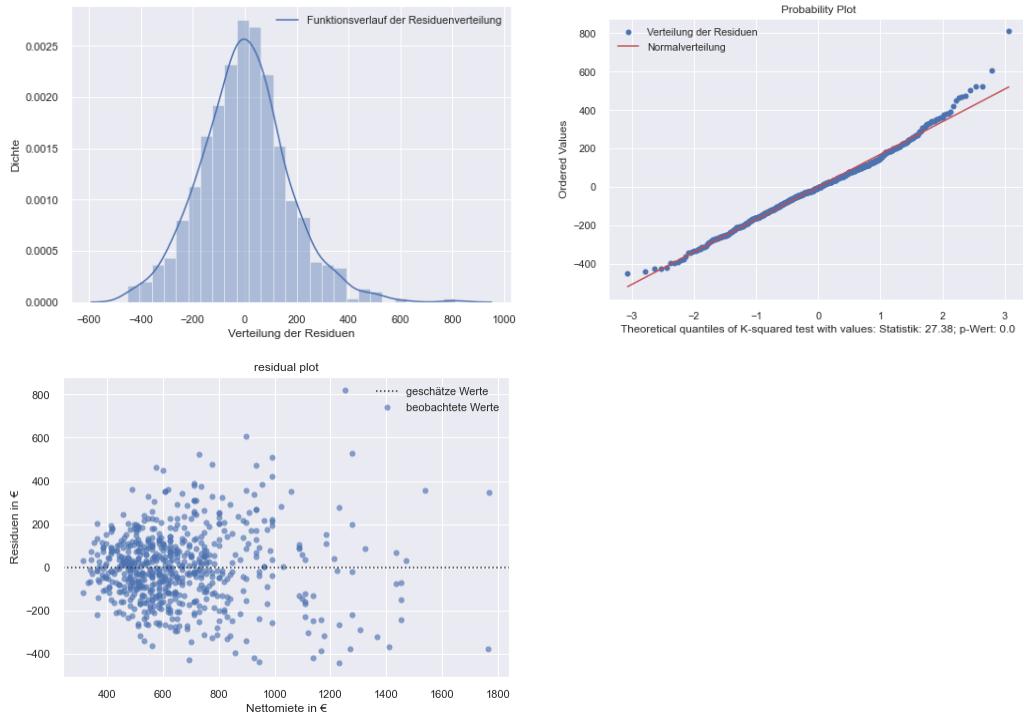 Funktionsverlauf der Residuenverteilung
Dichte
0.0025
0.0020
0.0015
0.0010
0.0005
0.0000
−600 −400 −200 0 200 400 600 800 1000
Verteilung der Residuen
Probability Plot
Verteilung der Residuen
Normalverteilung
Ordered Values
800
600
400
200
0
−200
−400
−3 −2 −1 0 1 2 3
Theoretical quantiles of K-squared test with values: Statistik: 27.38; p-Wert: 0.0
residual plot
geschätze Werte
beobachtete Werte
Residuen in €
800
600
400
200
0
−200
−400
400 600 800 1000 1200 1400 1600 1800
Nettomiete in €